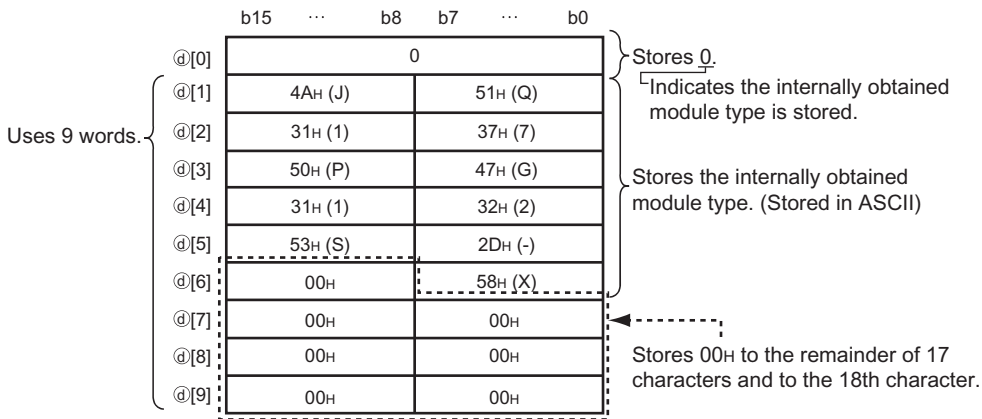 b15 ... b8 b7 ... b0
ⓓ[0] 0
Stores 0.
Indicates the internally obtained
module type is stored.
Uses 9 words.
ⓓ[1] 4AH (J) 51H (Q)
ⓓ[2] 31H (1) 37H (7)
ⓓ[3] 50H (P) 47H (G)
ⓓ[4] 31H (1) 32H (2)
ⓓ[5] 53H (S) 2DH (-)
ⓓ[6] 00H 58H (X)
ⓓ[7] 00H 00H
ⓓ[8] 00H 00H
ⓓ[9] 00H 00H
Stores the internally obtained
module type. (Stored in ASCII)
Stores 00H to the remainder of 17
characters and to the 18th character.